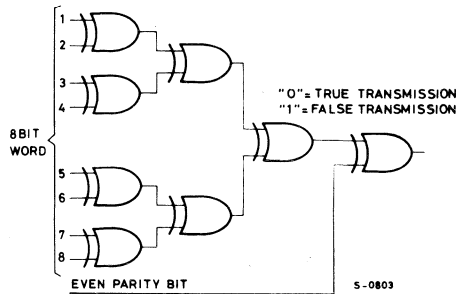 1
2
3
4
"0"= TRUE TRANSMISSION
"1"= FALSE TRANSMISSION
8BIT
WORD
5
6
7
8
EVEN PARITY BIT
S-0803